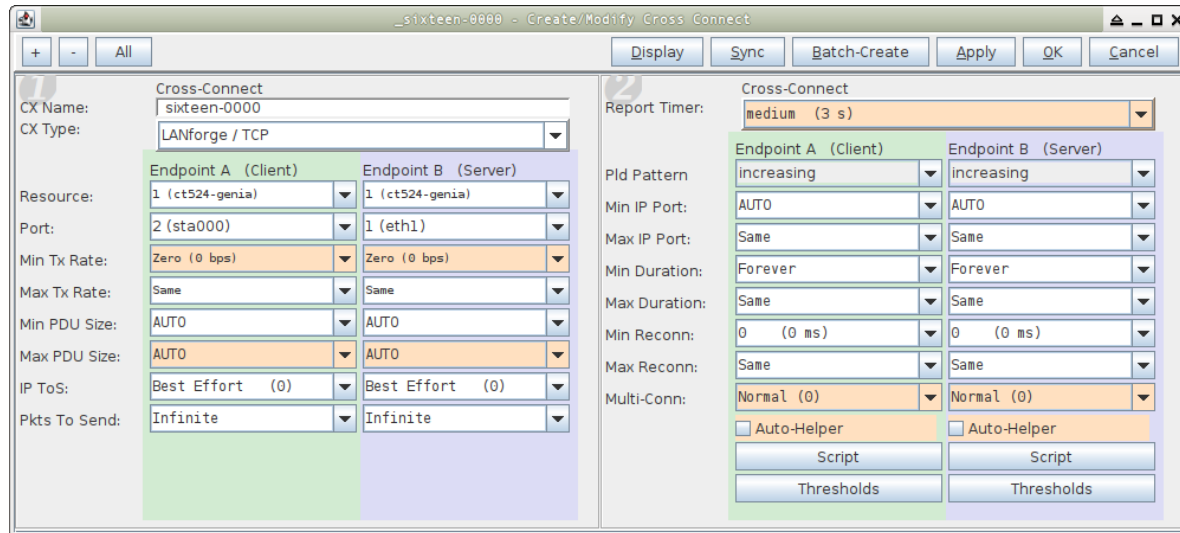 _sixteen-0000 - Create/Modify Cross Connect
+ - All Display Sync Batch-Create Apply OK Cancel
1
Cross-Connect
CX Name: sixteen-0000
CX Type: LANforge / TCP
Endpoint A (Client) Endpoint B (Server)
Resource: 1 (ct524-genia) 1 (ct524-genia)
Port: 2 (sta000) 1 (eth1)
Min Tx Rate: Zero (0 bps) Zero (0 bps)
Max Tx Rate: Same Same
Min PDU Size: AUTO AUTO
Max PDU Size: AUTO AUTO
IP ToS: Best Effort (0) Best Effort (0)
Pkts To Send: Infinite Infinite
2
Cross-Connect
Report Timer: medium (3 s)
Endpoint A (Client) Endpoint B (Server)
Pld Pattern increasing increasing
Min IP Port: AUTO AUTO
Max IP Port: Same Same
Min Duration: Forever Forever
Max Duration: Same Same
Min Reconn: 0 (0 ms) 0 (0 ms)
Max Reconn: Same Same
Multi-Conn: Normal (0) Normal (0)
Auto-Helper Auto-Helper
Script Script
Thresholds Thresholds